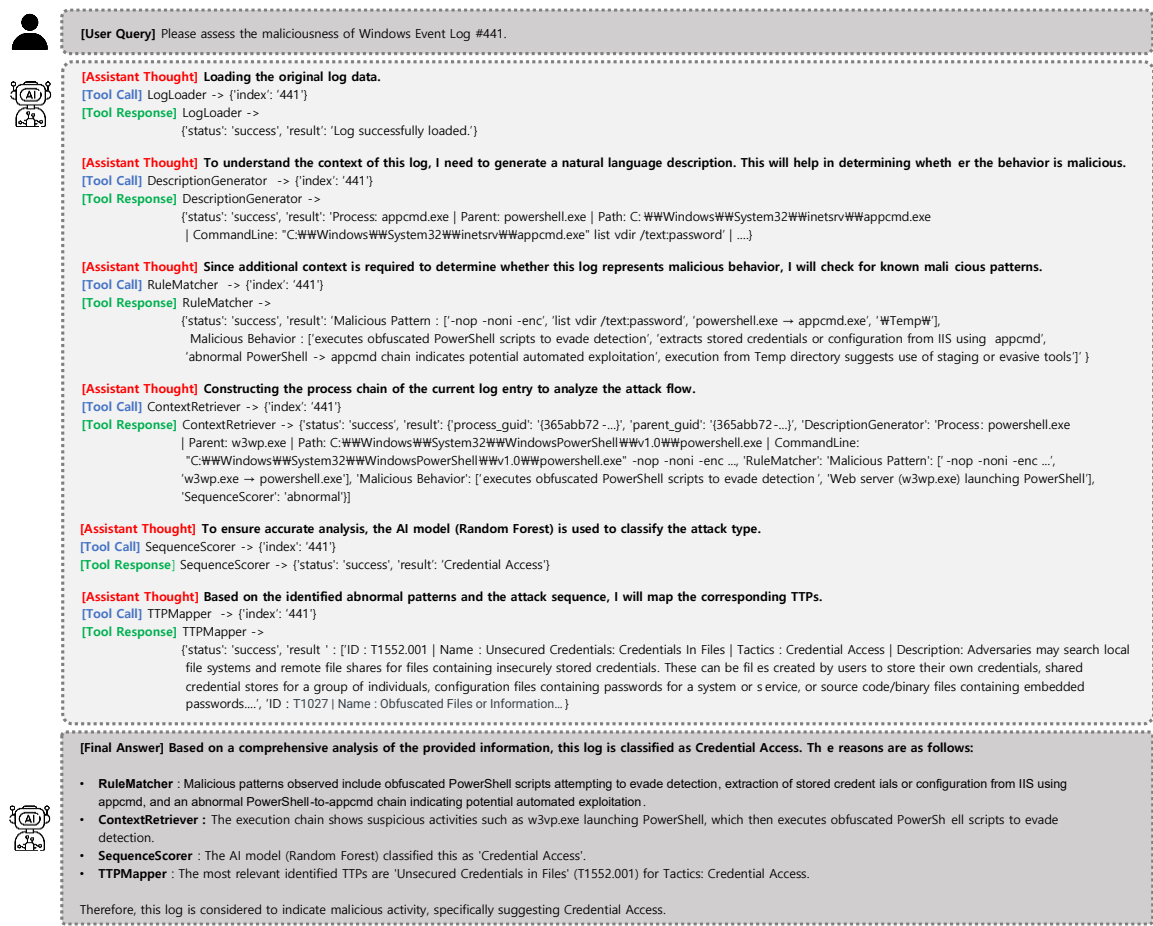 [User Query] Please assess the maliciousness of Windows Event Log #441.
AI
[Assistant Thought] Loading the original log data.
[Tool Call] LogLoader -> {'index': '441'}
[Tool Response] LogLoader ->
{'status': 'success', 'result': 'Log successfully loaded.'}
[Assistant Thought] To understand the context of this log, I need to generate a natural language description. This will help in determining wheth er the behavior is malicious.
[Tool Call] DescriptionGenerator -> {'index': '441'}
[Tool Response] DescriptionGenerator ->
{'status': 'success', 'result': 'Process: appcmd.exe | Parent: powershell.exe | Path: C: ₩₩Windows₩₩System32₩₩inetsrv₩₩appcmd.exe
| CommandLine: "C:₩₩Windows₩₩System32₩₩inetsrv₩₩appcmd.exe" list vdir /text:password' | ....}
[Assistant Thought] Since additional context is required to determine whether this log represents malicious behavior, I will check for known mali cious patterns.
[Tool Call] RuleMatcher -> {'index': '441'}
[Tool Response] RuleMatcher ->
{'status': 'success', 'result': 'Malicious Pattern : ['-nop -noni -enc', 'list vdir /text:password', 'powershell.exe → appcmd.exe', '₩Temp₩'],
Malicious Behavior : ['executes obfuscated PowerShell scripts to evade detection', 'extracts stored credentials or configuration from IIS using appcmd',
'abnormal PowerShell -> appcmd chain indicates potential automated exploitation', execution from Temp directory suggests use of staging or evasive tools']' }
[Assistant Thought] Constructing the process chain of the current log entry to analyze the attack flow.
[Tool Call] ContextRetriever -> {'index': '441'}
[Tool Response] ContextRetriever -> {'status': 'success', 'result': {'process_guid': '{365abb72-...}', 'parent_guid': '{365abb72-...}', 'DescriptionGenerator': 'Process: powershell.exe
| Parent: w3wp.exe | Path: C:₩₩Windows₩₩System32₩₩WindowsPowerShell₩₩v1.0₩₩powershell.exe | CommandLine:
"C:₩₩Windows₩₩System32₩₩WindowsPowerShell₩₩v1.0₩₩powershell.exe" -nop -noni -enc ..., 'RuleMatcher': 'Malicious Pattern': [' -nop -noni -enc ...',
'w3wp.exe → powershell.exe'], 'Malicious Behavior': ['executes obfuscated PowerShell scripts to evade detection', 'Web server (w3wp.exe) launching PowerShell'],
'SequenceScorer': 'abnormal'}]
[Assistant Thought] To ensure accurate analysis, the AI model (Random Forest) is used to classify the attack type.
[Tool Call] SequenceScorer -> {'index': '441'}
[Tool Response] SequenceScorer -> {'status': 'success', 'result': 'Credential Access'}
[Assistant Thought] Based on the identified abnormal patterns and the attack sequence, I will map the corresponding TTPs.
[Tool Call] TTPMapper -> {'index': '441'}
[Tool Response] TTPMapper ->
{'status': 'success', 'result ' : ['ID : T1552.001 | Name : Unsecured Credentials: Credentials In Files | Tactics : Credential Access | Description: Adversaries may search local
file systems and remote file shares for files containing insecurely stored credentials. These can be fil es created by users to store their own credentials, shared
credential stores for a group of individuals, configuration files containing passwords for a system or s ervice, or source code/binary files containing embedded
passwords....', 'ID : T1027 | Name : Obfuscated Files or Information... }
AI
[Final Answer] Based on a comprehensive analysis of the provided information, this log is classified as Credential Access. Th e reasons are as follows:
• RuleMatcher : Malicious patterns observed include obfuscated PowerShell scripts attempting to evade detection, extraction of stored credent ials or configuration from IIS using
appcmd, and an abnormal PowerShell-to-appcmd chain indicating potential automated exploitation.
• ContextRetriever : The execution chain shows suspicious activities such as w3vp.exe launching PowerShell, which then executes obfuscated PowerSh ell scripts to evade
detection.
• SequenceScorer : The AI model (Random Forest) classified this as 'Credential Access'.
• TTPMapper : The most relevant identified TTPs are 'Unsecured Credentials in Files' (T1552.001) for Tactics: Credential Access.
Therefore, this log is considered to indicate malicious activity, specifically suggesting Credential Access.